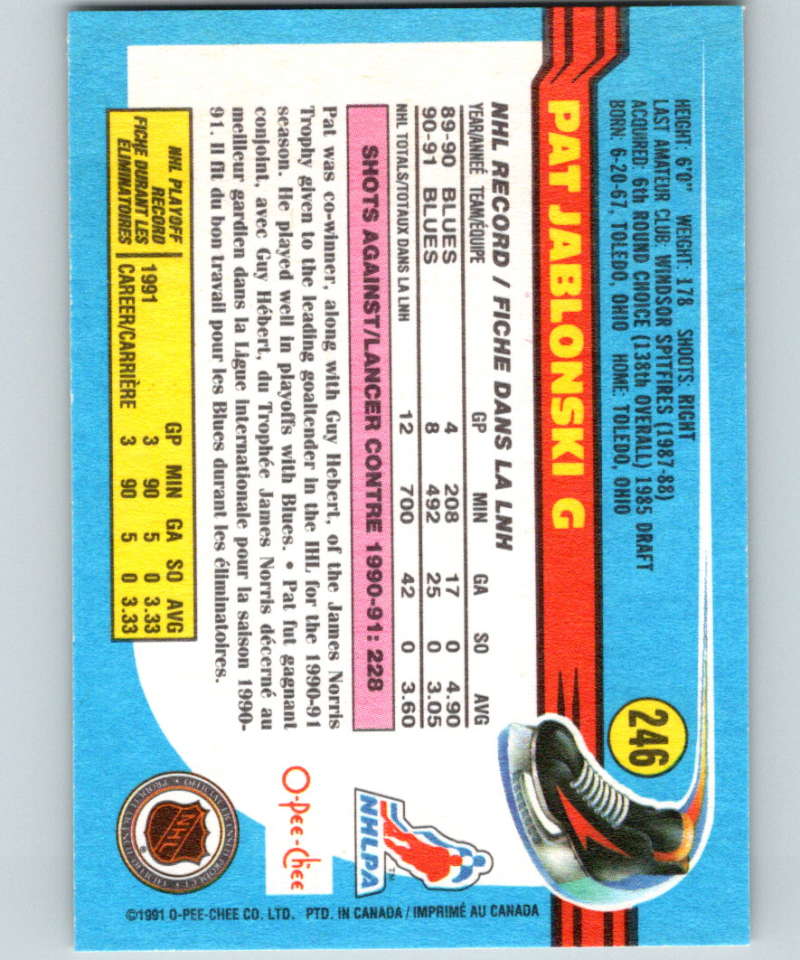 246
HEIGHT: 6'0" WEIGHT: 178 SHOOTS: RIGHT
LAST AMATEUR CLUB: WINDSOR SPITFIRES (1987-88)
ACQUIRED: 6th ROUND CHOICE (138th OVERALL) 1985 DRAFT
BORN: 6-20-67, TOLEDO, OHIO HOME: TOLEDO, OHIO
PAT JABLONSKI G
NHL RECORD / FICHE DANS LA LNH
YEAR/ANNÉE TEAM/ÉQUIPE GP MIN GA SO AVG
89-90 BLUES 4 208 17 0 4.90
90-91 BLUES 8 492 25 0 3.05
NHL TOTALS/TOTAUX DANS LA LNH 12 700 42 0 3.60
SHOTS AGAINST/LANCER CONTRE 1990-91: 228
Pat was co-winner, along with Guy Hebert, of the James Norris
Trophy given to the leading goaltender in the IHL for the 1990-91
season. He played well in playoffs with Blues. • Pat fut gagnant
conjoint, avec Guy Hébert, du Trophée James Norris décerné au
meilleur gardien dans la Ligue internationale pour la saison 1990-
91. Il fit du bon travail pour les Blues durant les éliminatoires.
NHL PLAYOFF
RECORD
FICHE DURANT LES
ÉLIMINATOIRES
GP MIN GA SO AVG
1991 3 90 5 0 3.33
CAREER/CARRIÈRE 3 90 5 0 3.33
NHLPA
TM
O-Pee-Chee
NHL
®
©1991 O-PEE-CHEE CO. LTD. PTD. IN CANADA / IMPRIMÉ AU CANADA